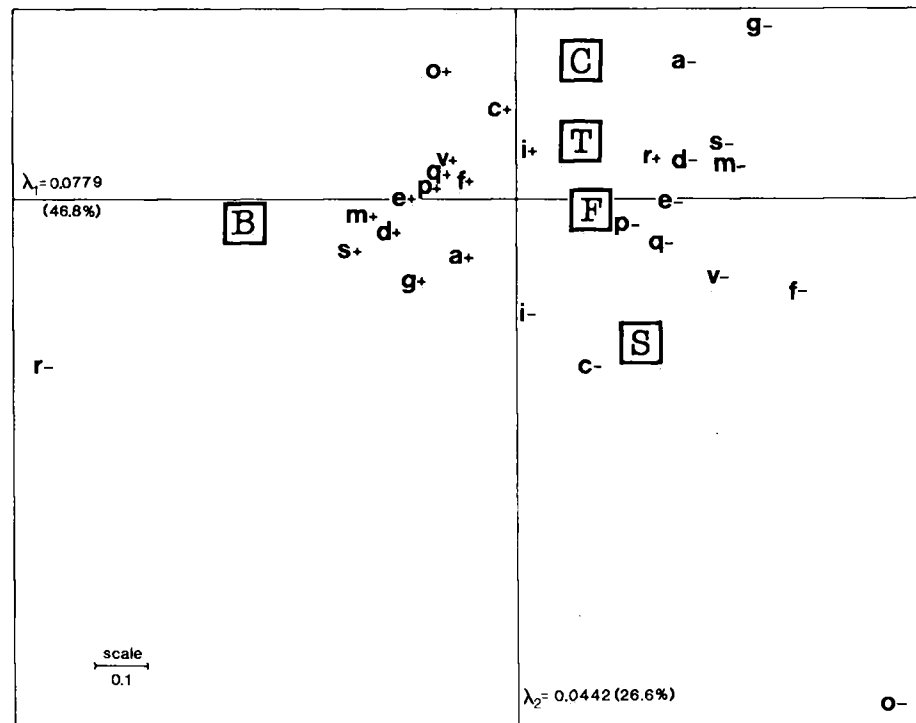 g-
C
a-
o+
c+
T
i+
s-
v+
r+
d-
m-
q+
f+
p+
λ₁=0.0779
(46.8%)
e+
e-
B
m+
F
p-
d+
q-
s+
a+
g+
v-
f-
i-
S
r-
c-
scale
0.1
λ₂=0.0442(26.6%)
o-